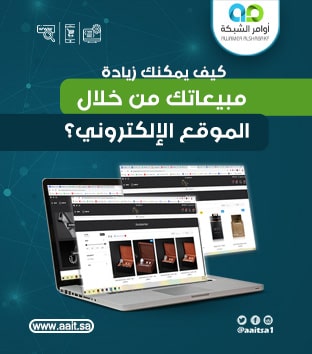 أوامر الشبكة
AWAMER ALSHABAKA
كيف يمكنك زيادة
مبيعاتك من خلال
الموقع الإلكتروني؟
www.aait.sa
@aaitsa1